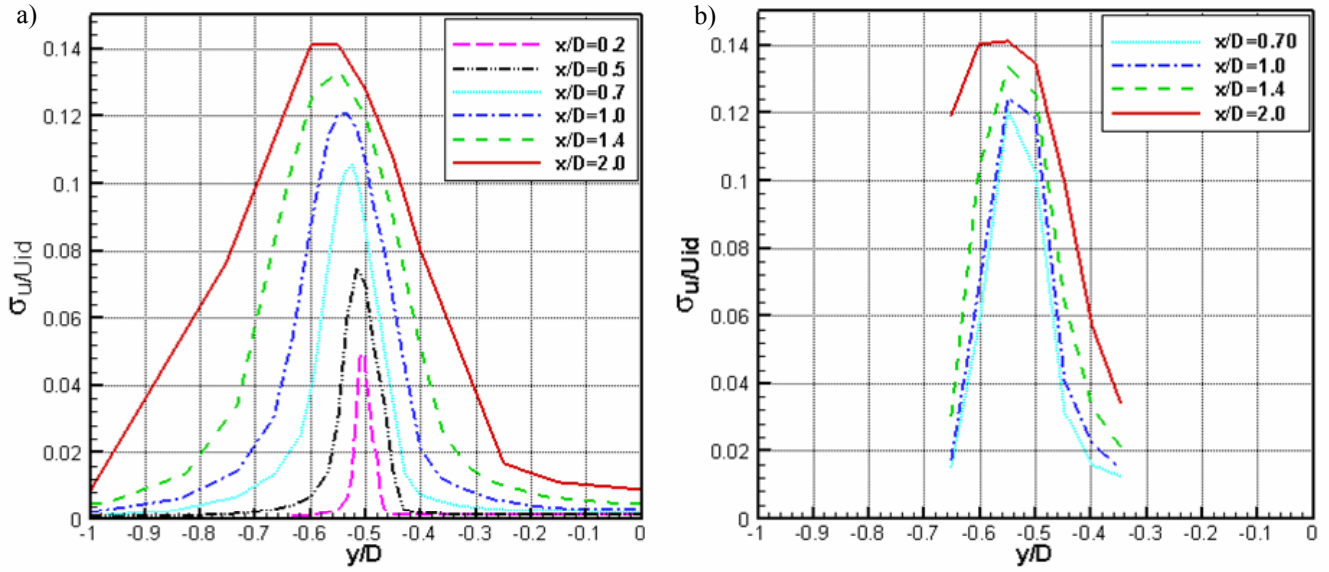 a)
σu/Uid
0.14
0.12
0.1
0.08
0.06
0.04
0.02
0
-1 -0.9 -0.8 -0.7 -0.6 -0.5 -0.4 -0.3 -0.2 -0.1 0
y/D
x/D=0.2
x/D=0.5
x/D=0.7
x/D=1.0
x/D=1.4
x/D=2.0
b)
σu/Uid
0.14
0.12
0.1
0.08
0.06
0.04
0.02
0
-1 -0.9 -0.8 -0.7 -0.6 -0.5 -0.4 -0.3 -0.2 -0.1 0
y/D
x/D=0.70
x/D=1.0
x/D=1.4
x/D=2.0